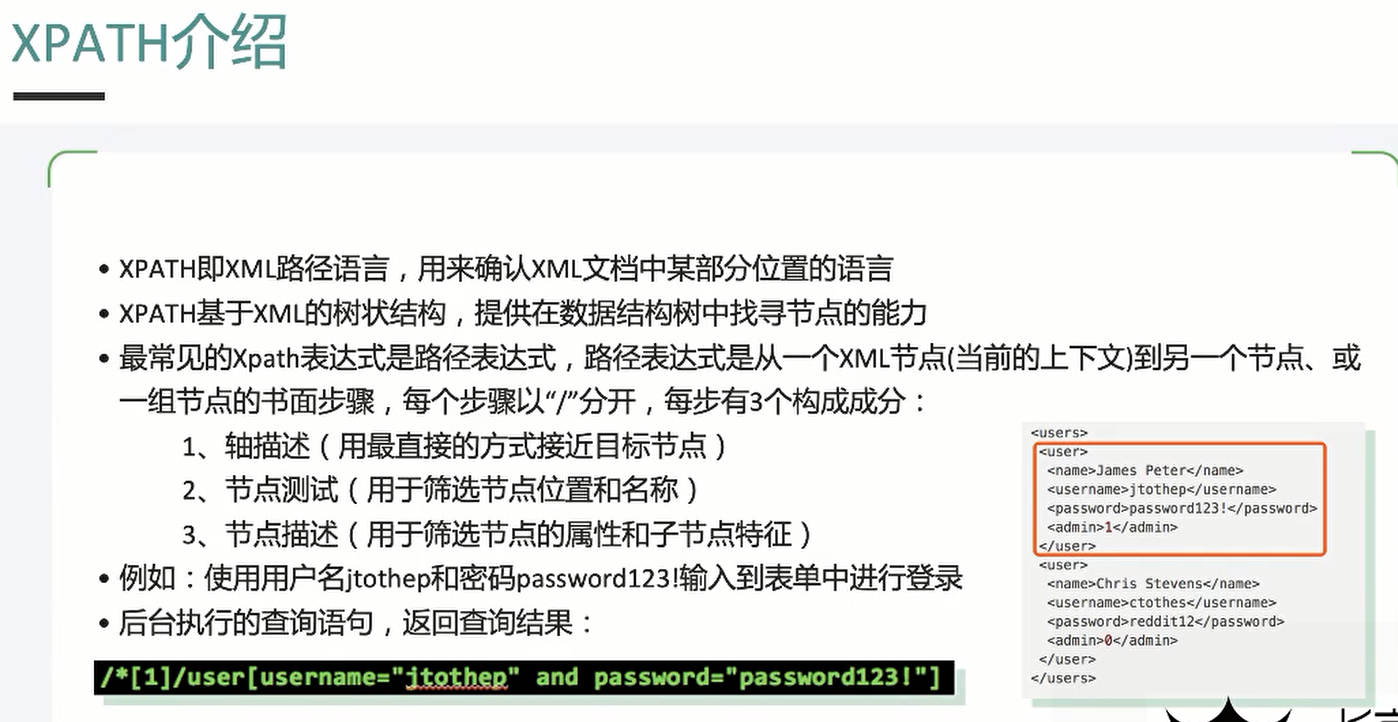 XPATH介绍
• XPATH即XML路径语言，用来确认XML文档中某部分位置的语言
• XPATH基于XML的树状结构，提供在数据结构树中找寻节点的能力
• 最常见的Xpath表达式是路径表达式，路径表达式是从一个XML节点(当前的上下文)到另一个节点、或
一组节点的书面步骤，每个步骤以“/”分开，每步有3个构成成分：
1、轴描述（用最直接的方式接近目标节点）
2、节点测试（用于筛选节点位置和名称）
3、节点描述（用于筛选节点的属性和子节点特征）
• 例如：使用用户名jtothep和密码password123!输入到表单中进行登录
• 后台执行的查询语句，返回查询结果：
/*[1]/user[username="jtothep" and password="password123!"]
<users>
<user>
<name>James Peter</name>
<username>jtothep</username>
<password>password123!</password>
<admin>1</admin>
</user>
<user>
<name>Chris Stevens</name>
<username>ctothes</username>
<password>reddit12</password>
<admin>0</admin>
</user>
</users>